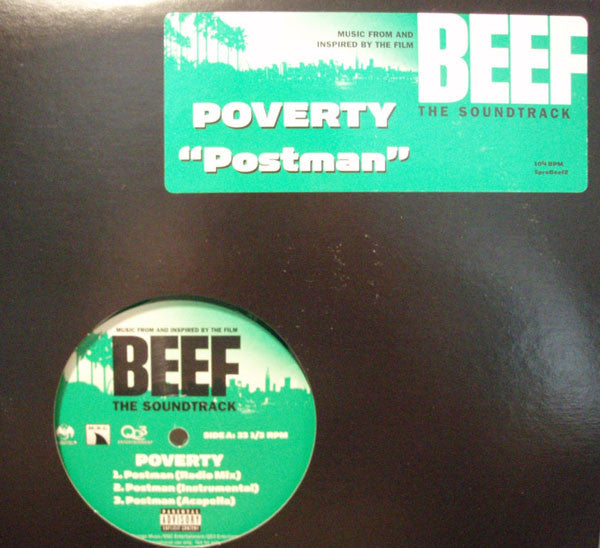 MUSIC FROM AND
INSPIRED BY THE FILM
BEEF
THE SOUNDTRACK
POVERTY
“Postman”
104 BPM
MUSIC FROM AND INSPIRED BY THE FILM
BEEF
THE SOUNDTRACK
QD3
SIDE A: 33 1/3 RPM
POVERTY
1. Postman (Radio Mix)
2. Postman (Instrumental)
3. Postman (Acapella)
PARENTAL
ADVISORY
EXPLICIT CONTENT